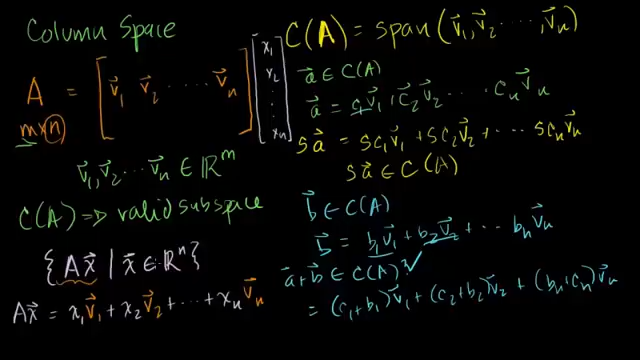 Column Space
A = [ v⃗₁ v⃗₂ ····· v⃗ₙ ] [ x₁ x₂ ⋮ xₙ ]
m×n
v⃗₁, v⃗₂ ··· v⃗ₙ ∈ ℝᵐ
C(A) ⇒ valid subspace
{ Ax⃗ | x⃗ ∈ ℝⁿ }
Ax⃗ = x₁v⃗₁ + x₂v⃗₂ + ··· + xₙv⃗ₙ
C(A) = span(v⃗₁, v⃗₂ ·····, v⃗ₙ)
a⃗ ∈ C(A)
a⃗ = c₁v⃗₁ + c₂v⃗₂ ··· cₙv⃗ₙ
sa⃗ = sc₁v⃗₁ + sc₂v⃗₂ + ··· scₙv⃗ₙ
sa⃗ ∈ C(A)
b⃗ ∈ C(A)
b⃗ = b₁v⃗₁ + b₂v⃗₂ + ··· bₙv⃗ₙ
a⃗+b⃗ ∈ C(A)? ✓
= (c₁+b₁)v⃗₁ + (c₂+b₂)v⃗₂ + (bₙ+cₙ)v⃗ₙ